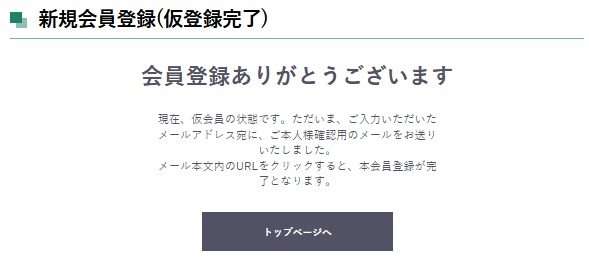 新規会員登録(仮登録完了)
会員登録ありがとうございます
現在、仮会員の状態です。ただいま、ご入力いただいた
メールアドレス宛に、ご本人様確認用のメールをお送り
いたしました。
メール本文内のURLをクリックすると、本会員登録が完
了となります。
トップページへ